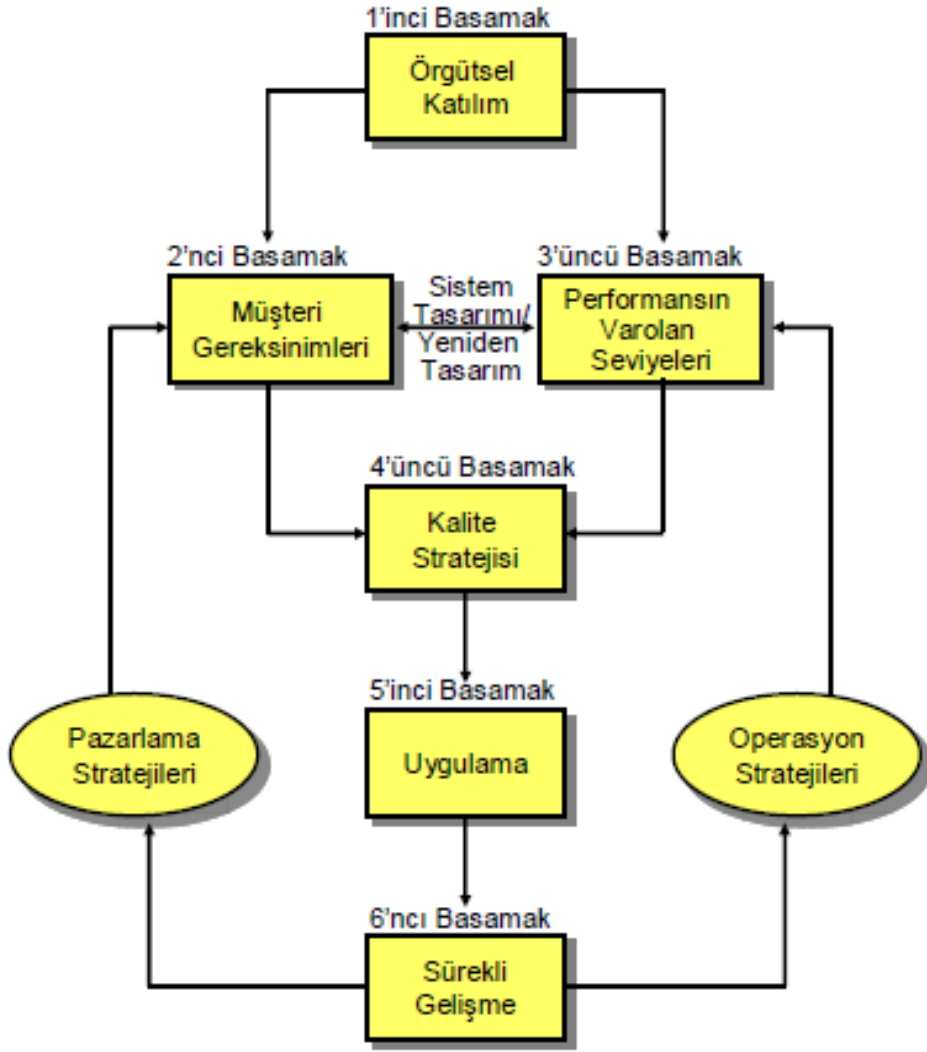 1'inci Basamak
Örgütsel
Katılım
2'nci Basamak
Müşteri
Gereksinimleri
Sistem
Tasarımı/
Yeniden
Tasarım
3'üncü Basamak
Performansın
Varolan
Seviyeleri
4'üncü Basamak
Kalite
Stratejisi
5'inci Basamak
Uygulama
Pazarlama
Stratejileri
Operasyon
Stratejileri
6'ncı Basamak
Sürekli
Gelişme